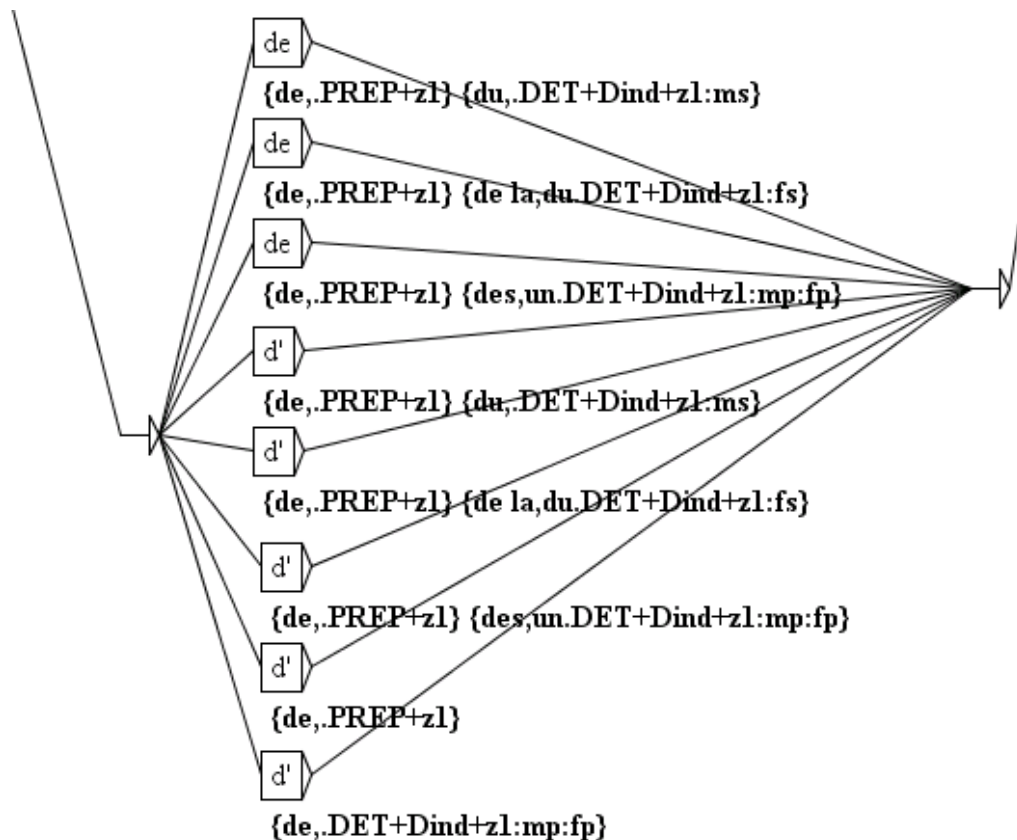 de
{de,.PREP+z1} {du,.DET+Dind+z1:ms}
de
{de,.PREP+z1} {de la,du.DET+Dind+z1:fs}
de
{de,.PREP+z1} {des,un.DET+Dind+z1:mp:fp}
d'
{de,.PREP+z1} {du,.DET+Dind+z1:ms}
d'
{de,.PREP+z1} {de la,du.DET+Dind+z1:fs}
d'
{de,.PREP+z1} {des,un.DET+Dind+z1:mp:fp}
d'
{de,.PREP+z1}
d'
{de,.DET+Dind+z1:mp:fp}